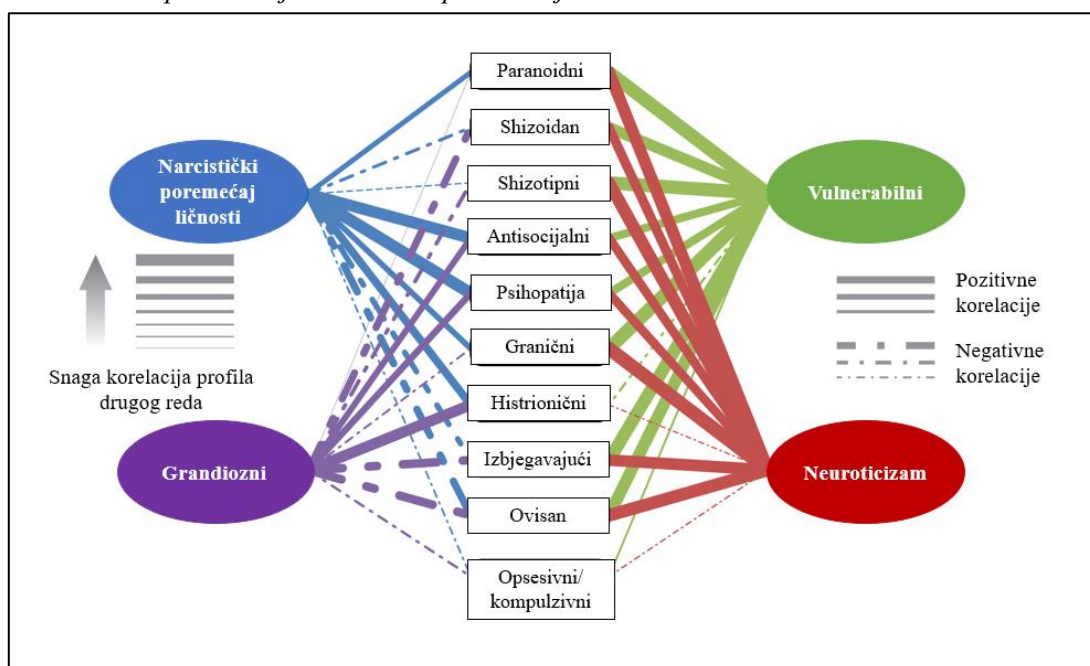 Paranoidni
Shizoidan
Narcistički
poremećaj
ličnosti
Shizotipni
Vulnerabilni
Antisocijalni
Psihopatija
Pozitivne
korelacije
Granični
Negativne
korelacije
Snaga korelacija profila
drugog reda
Histrionični
Grandiozni
Izbjegavajući
Neuroticizam
Ovisan
Opsesivni/
kompulzivni